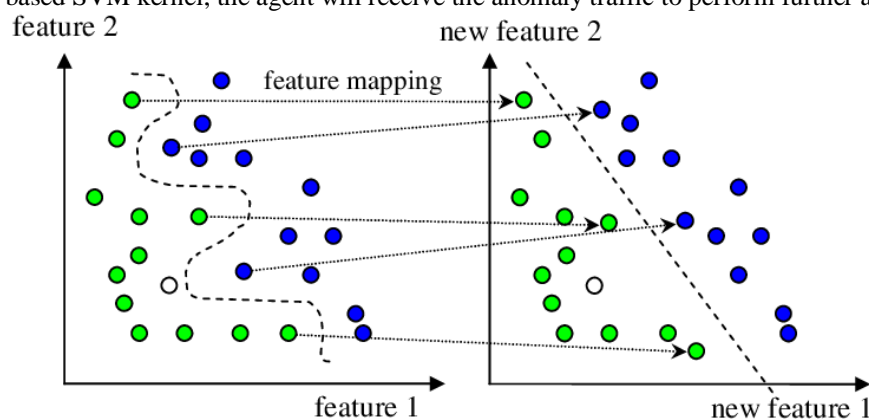 based SVM kernel, the agent will receive the anomaly traffic to perform further a
feature 2
new feature 2
feature mapping
feature 1
new feature 1